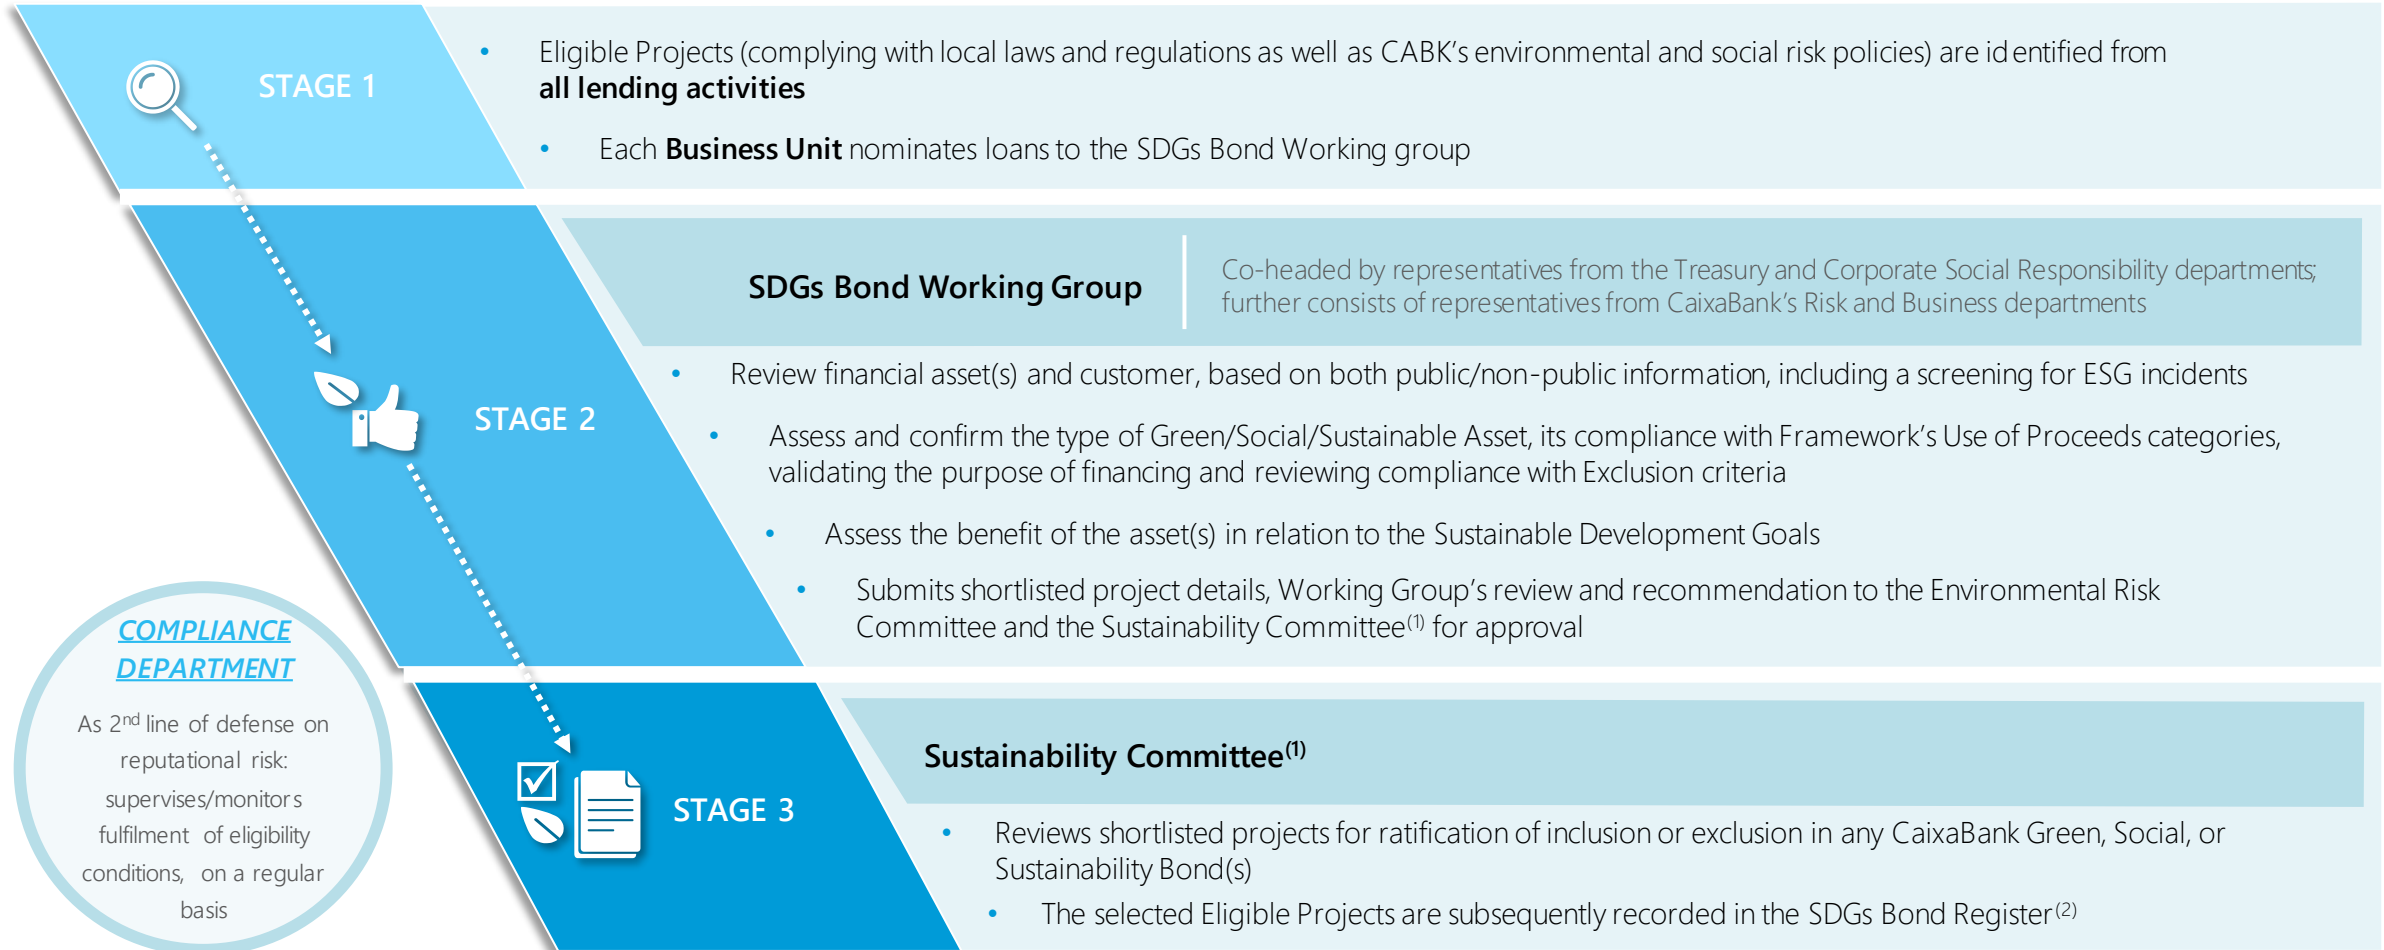 STAGE 1
• Eligible Projects (complying with local laws and regulations as well as CABK's environmental and social risk policies) are identified from
all lending activities
• Each Business Unit nominates loans to the SDGs Bond Working group
STAGE 2
SDGs Bond Working Group
Co-headed by representatives from the Treasury and Corporate Social Responsibility departments;
further consists of representatives from CaixaBank's Risk and Business departments
• Review financial asset(s) and customer, based on both public/non-public information, including a screening for ESG incidents
• Assess and confirm the type of Green/Social/Sustainable Asset, its compliance with Framework's Use of Proceeds categories,
validating the purpose of financing and reviewing compliance with Exclusion criteria
• Assess the benefit of the asset(s) in relation to the Sustainable Development Goals
• Submits shortlisted project details, Working Group's review and recommendation to the Environmental Risk
Committee and the Sustainability Committee(1) for approval
COMPLIANCE
DEPARTMENT
As 2nd line of defense on
reputational risk:
supervises/monitors
fulfilment of eligibility
conditions, on a regular
basis
STAGE 3
Sustainability Committee(1)
• Reviews shortlisted projects for ratification of inclusion or exclusion in any CaixaBank Green, Social, or
Sustainability Bond(s)
• The selected Eligible Projects are subsequently recorded in the SDGs Bond Register(2)